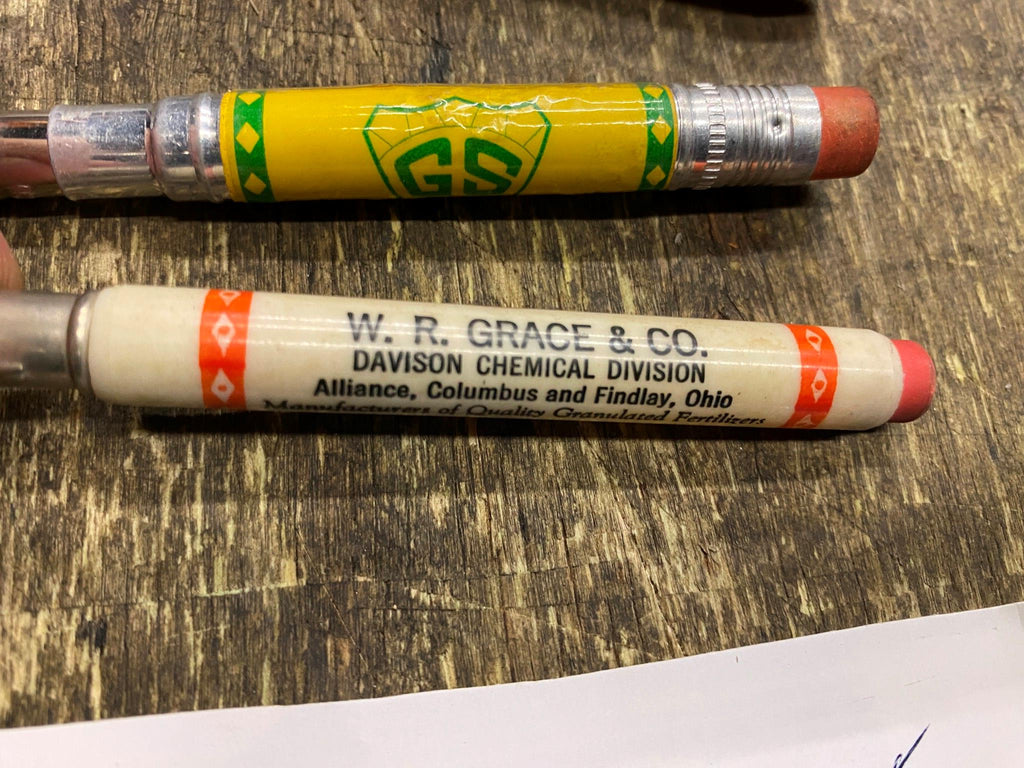 GS
W. R. GRACE & CO.
DAVISON CHEMICAL DIVISION
Alliance, Columbus and Findlay, Ohio
Manufacturers of Quality Granulated Fertilizers